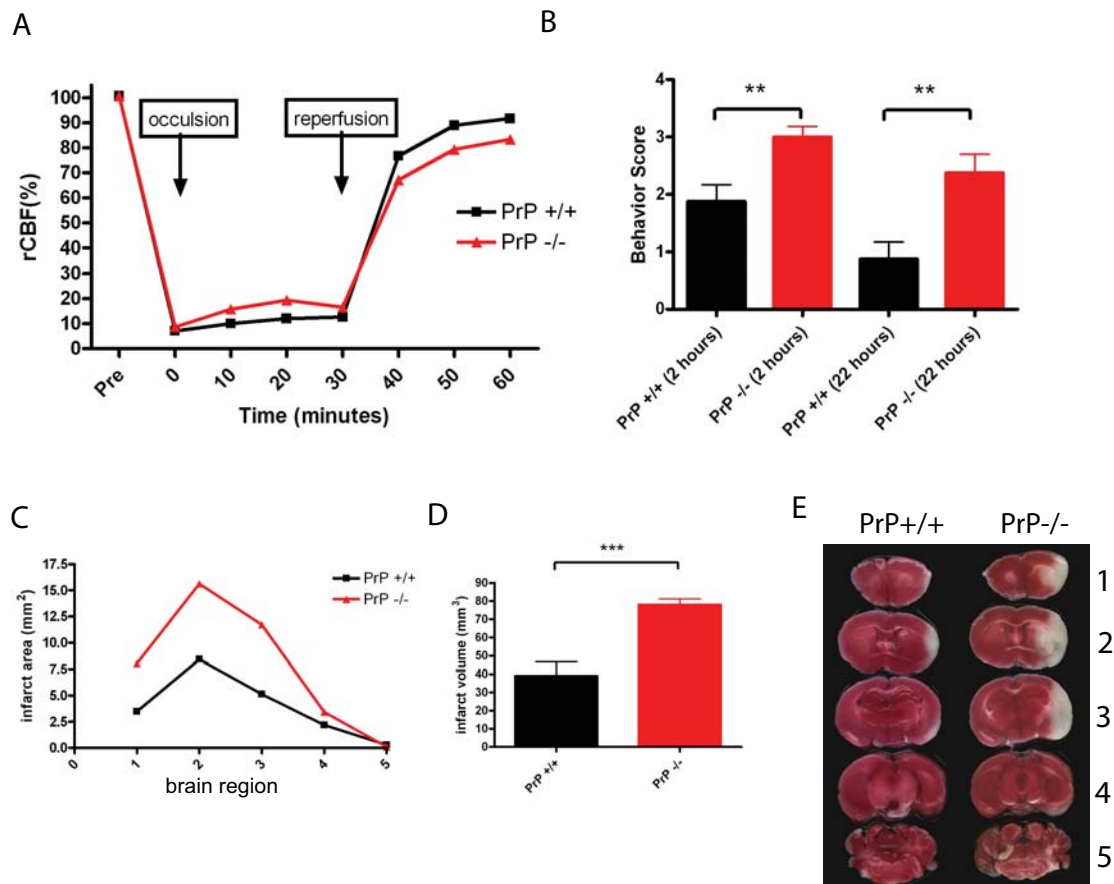 A
100
90
80
70
60
50
40
30
20
10
0
rCBF(%)
occulsion
reperfusion
PrP +/+
PrP -/-
Pre 0 10 20 30 40 50 60
Time (minutes)
B
4
3
2
1
0
Behavior Score
** **
PrP +/+ (2 hours)
PrP -/- (2 hours)
PrP +/+ (22 hours)
PrP -/- (22 hours)
C
17.5
15.0
12.5
10.0
7.5
5.0
2.5
0.0
infarct area (mm²)
PrP +/+
PrP -/-
0 1 2 3 4 5
brain region
D
***
90
80
70
60
50
40
30
20
10
0
infarct volume (mm³)
PrP +/+
PrP -/-
E
PrP+/+ PrP-/-
1
2
3
4
5